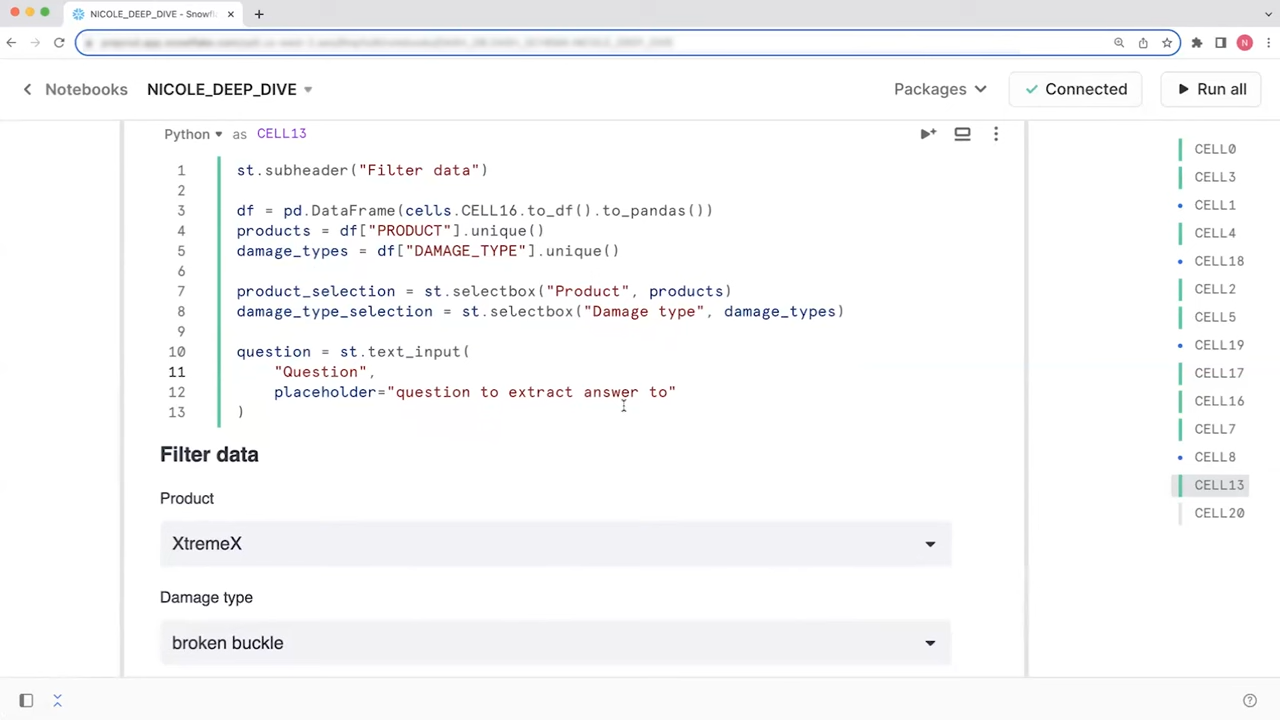 NICOLE_DEEP_DIVE - Snowfl
Notebooks
NICOLE_DEEP_DIVE
Packages
Connected
Run all
Python as CELL13
1 st.subheader("Filter data")
2
3 df = pd.DataFrame(cells.CELL16.to_df().to_pandas())
4 products = df["PRODUCT"].unique()
5 damage_types = df["DAMAGE_TYPE"].unique()
6
7 product_selection = st.selectbox("Product", products)
8 damage_type_selection = st.selectbox("Damage type", damage_types)
9
10 question = st.text_input(
11 "Question",
12 placeholder="question to extract answer to"
13 )
Filter data
Product
XtremeX
Damage type
broken buckle
CELL0
CELL3
CELL1
CELL4
CELL18
CELL2
CELL5
CELL19
CELL17
CELL16
CELL7
CELL8
CELL13
CELL20
N